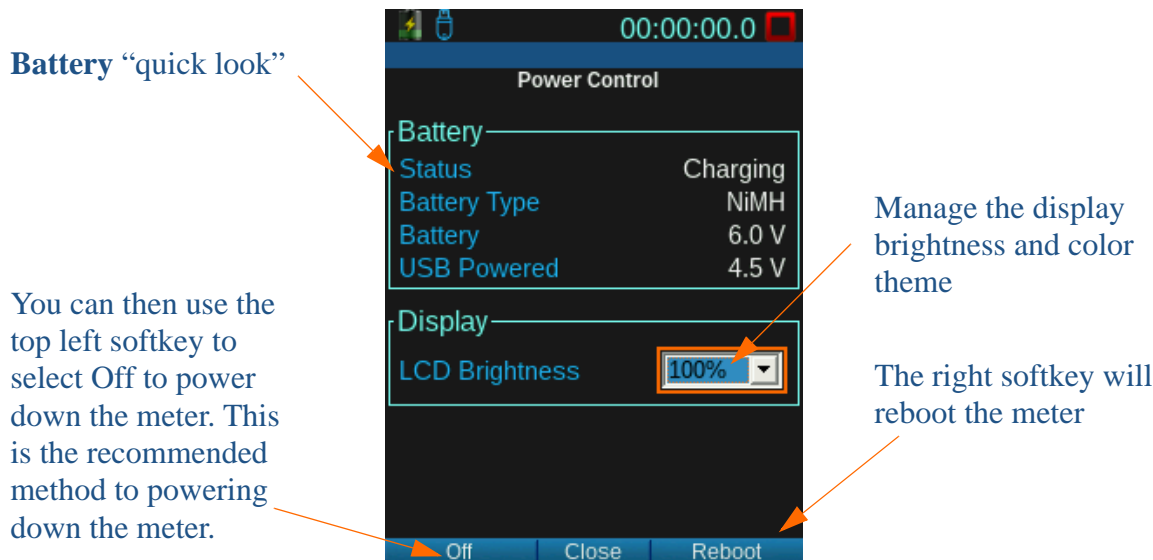 Battery “quick look”
You can then use the
top left softkey to
select Off to power
down the meter. This
is the recommended
method to powering
down the meter.
00:00:00.0
Power Control
Battery
Status Charging
Battery Type NiMH
Battery 6.0 V
USB Powered 4.5 V
Display
LCD Brightness 100%
Off Close Reboot
Manage the display
brightness and color
theme
The right softkey will
reboot the meter